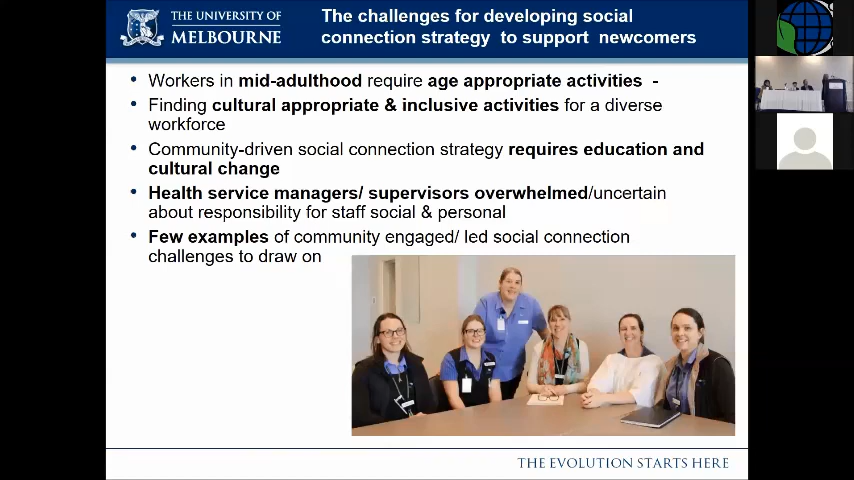 THE UNIVERSITY OF
MELBOURNE
The challenges for developing social
connection strategy to support newcomers
• Workers in mid-adulthood require age appropriate activities -
• Finding cultural appropriate & inclusive activities for a diverse
workforce
• Community-driven social connection strategy requires education and
cultural change
• Health service managers/ supervisors overwhelmed/uncertain
about responsibility for staff social & personal
• Few examples of community engaged/ led social connection
challenges to draw on
THE EVOLUTION STARTS HERE